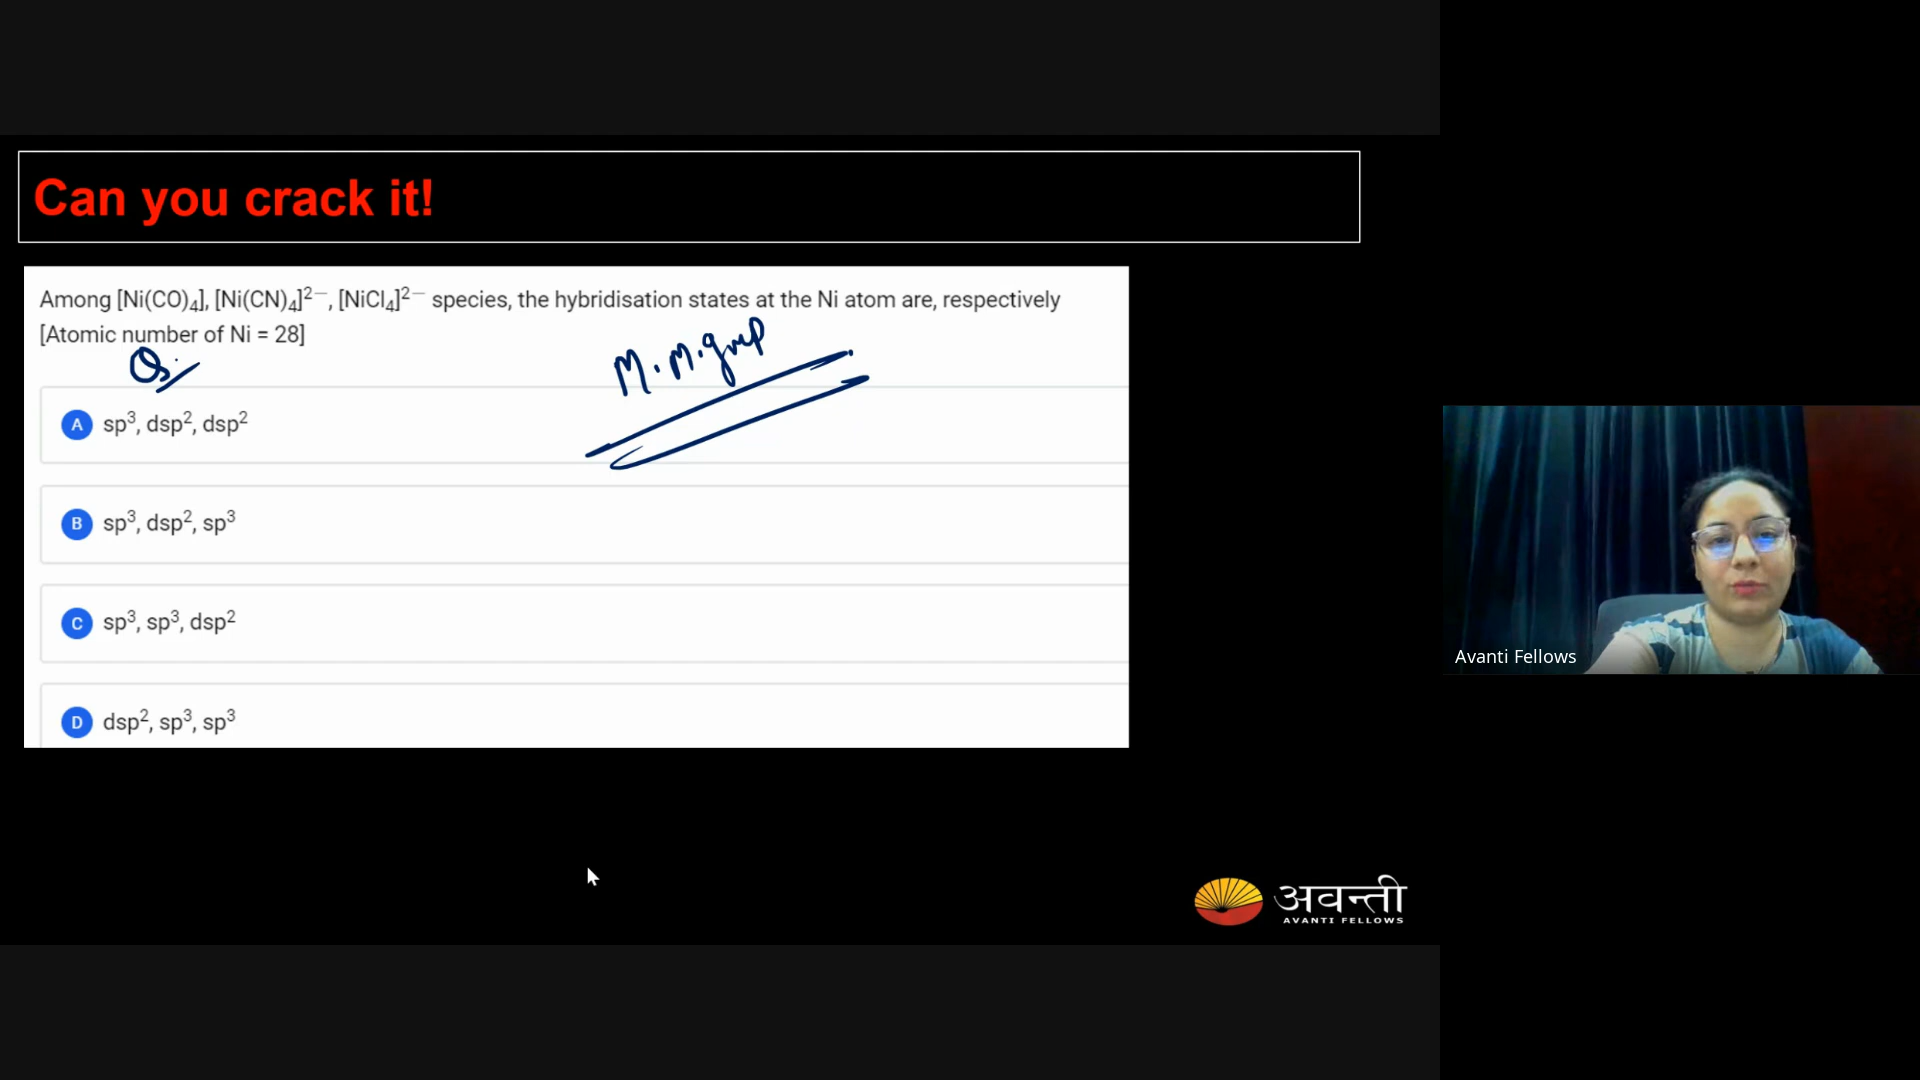 Can you crack it!
Among [Ni(CO)₄], [Ni(CN)₄]²⁻, [NiCl₄]²⁻ species, the hybridisation states at the Ni atom are, respectively
[Atomic number of Ni = 28]
M.M.grp
A sp³, dsp², dsp²
B sp³, dsp², sp³
C sp³, sp³, dsp²
D dsp², sp³, sp³
Avanti Fellows
अवन्ती
AVANTI FELLOWS